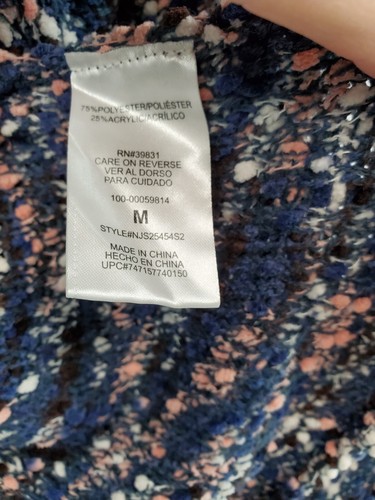 75%POLYESTER/POLIÉSTER
25%ACRYLIC/ACRÍLICO
RN#39831
CARE ON REVERSE
VER AL DORSO
PARA CUIDADO
100-00059814
M
STYLE#NJS25454S2
MADE IN CHINA
HECHO EN CHINA
UPC#747157740150